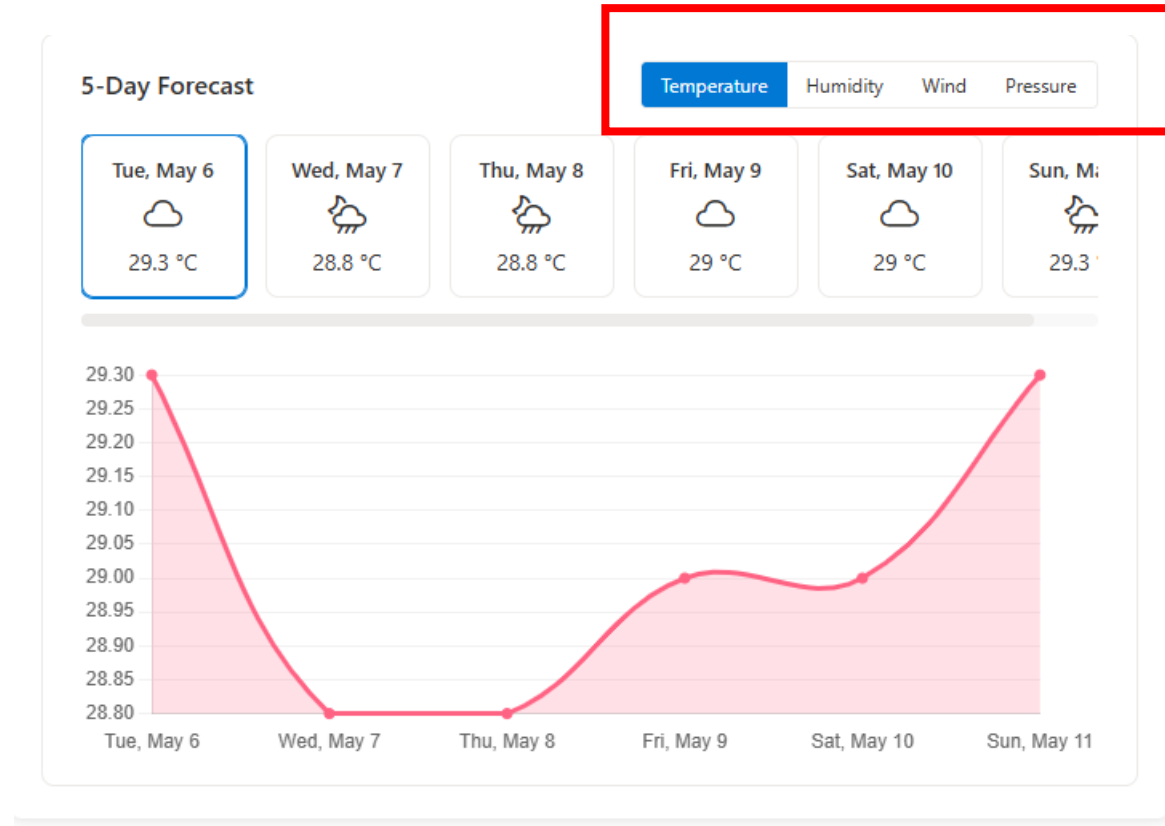 5-Day Forecast
Temperature Humidity Wind Pressure
Tue, May 6 Wed, May 7 Thu, May 8 Fri, May 9 Sat, May 10 Sun,
29.3 °C 28.8 °C 28.8 °C 29 °C 29 °C 29.3
29.30
29.25
29.20
29.15
29.10
29.05
29.00
28.95
28.90
28.85
28.80
Tue, May 6 Wed, May 7 Thu, May 8 Fri, May 9 Sat, May 10 Sun, May 11